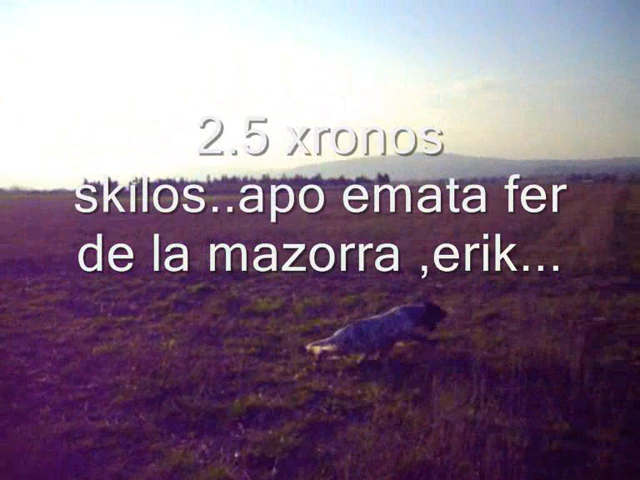 2.5 xronos
skilos..apo emata fer
de la mazorra ,erik...